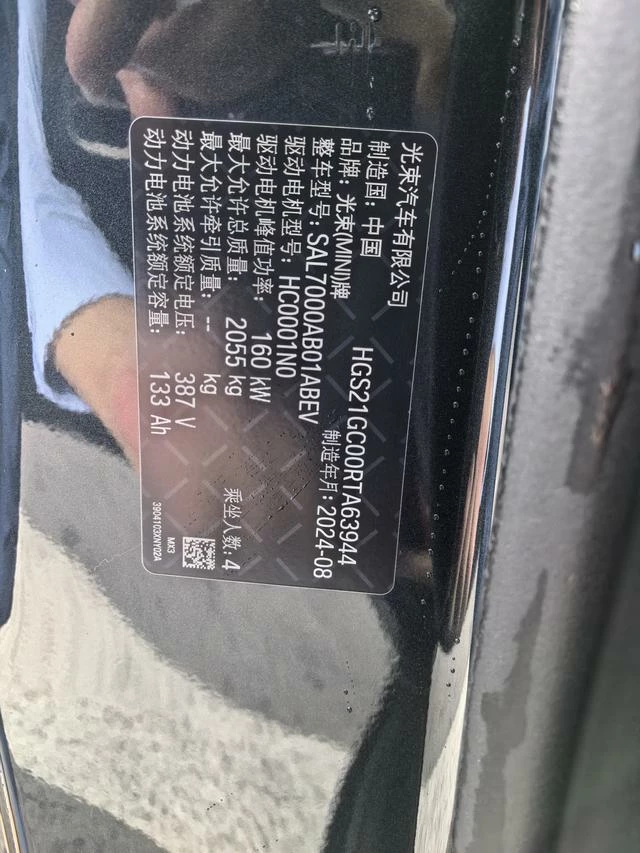 光束汽车有限公司
制造国：中国 HGS21GC00RTA63944
品牌：光束(MINI)牌 制造年月：2024-08
整车型号：SAL7000AB01ABEV
驱动电机型号：HC0001N0
驱动电机峰值功率：160 kW
最大允许总质量：2055 kg 乘坐人数：4
最大允许牵引质量：-- kg
动力电池系统额定电压：387 V
动力电池系统额定容量：133 Ah
MX3
3904103XNY02A